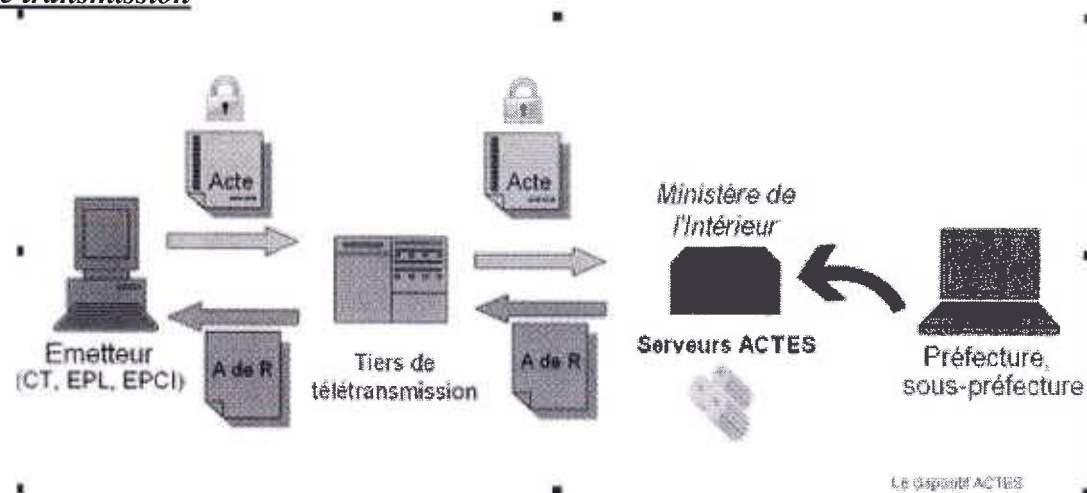 transmission
Acte
Acte
Ministère de
l'Intérieur
Emetteur
(CT, EPL, EPCI)
A de R
Tiers de
télétransmission
A de R
Serveurs ACTES
Préfecture,
sous-préfecture
Le dispositif ACTES